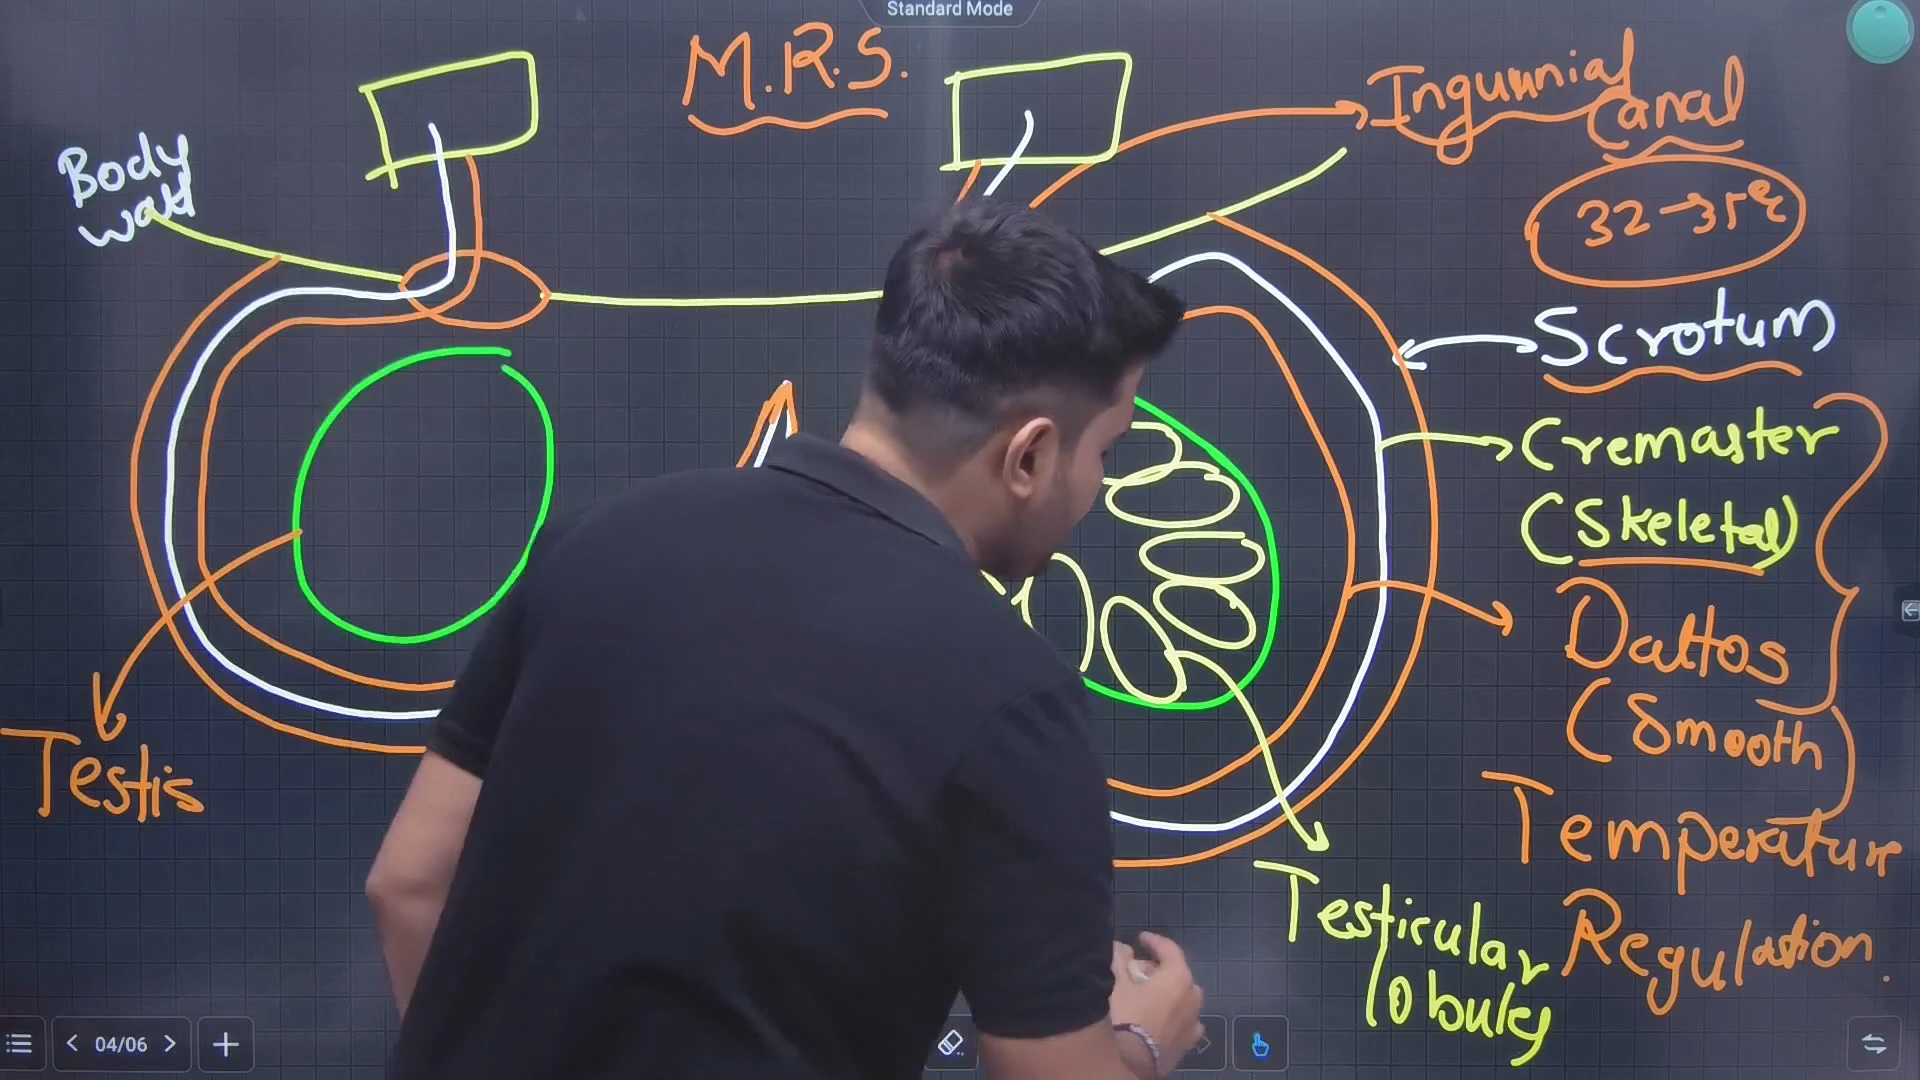 Standard Mode
M.R.S.
Ingunnial
Canal
Body
wall
32→35°C
Scrotum
Cremaster
(Skeletal)
Dartos
(Smooth
Testis
Temperature
Regulation.
Testicular
lobules
04/06